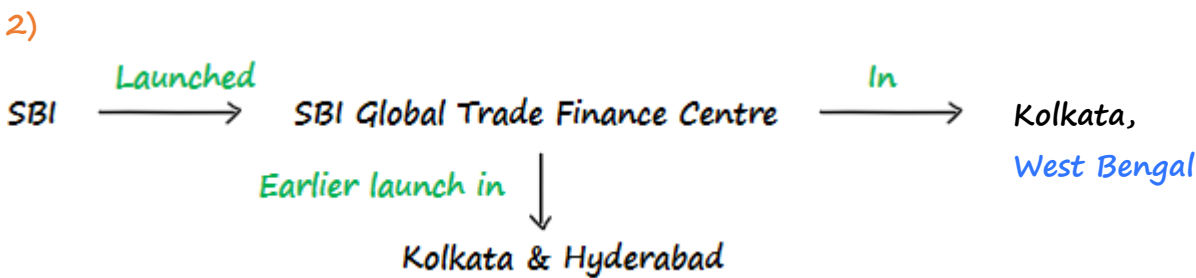 2)
Launched
In
SBI
SBI Global Trade Finance Centre
Kolkata,
West Bengal
Earlier launch in
Kolkata & Hyderabad